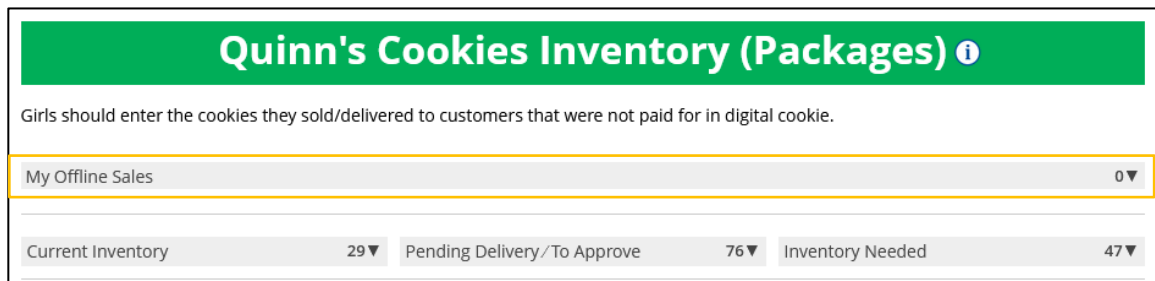 Quinn's Cookies Inventory (Packages) i
Girls should enter the cookies they sold/delivered to customers that were not paid for in digital cookie.
My Offline Sales 0▼
Current Inventory 29▼ Pending Delivery/To Approve 76▼ Inventory Needed 47▼